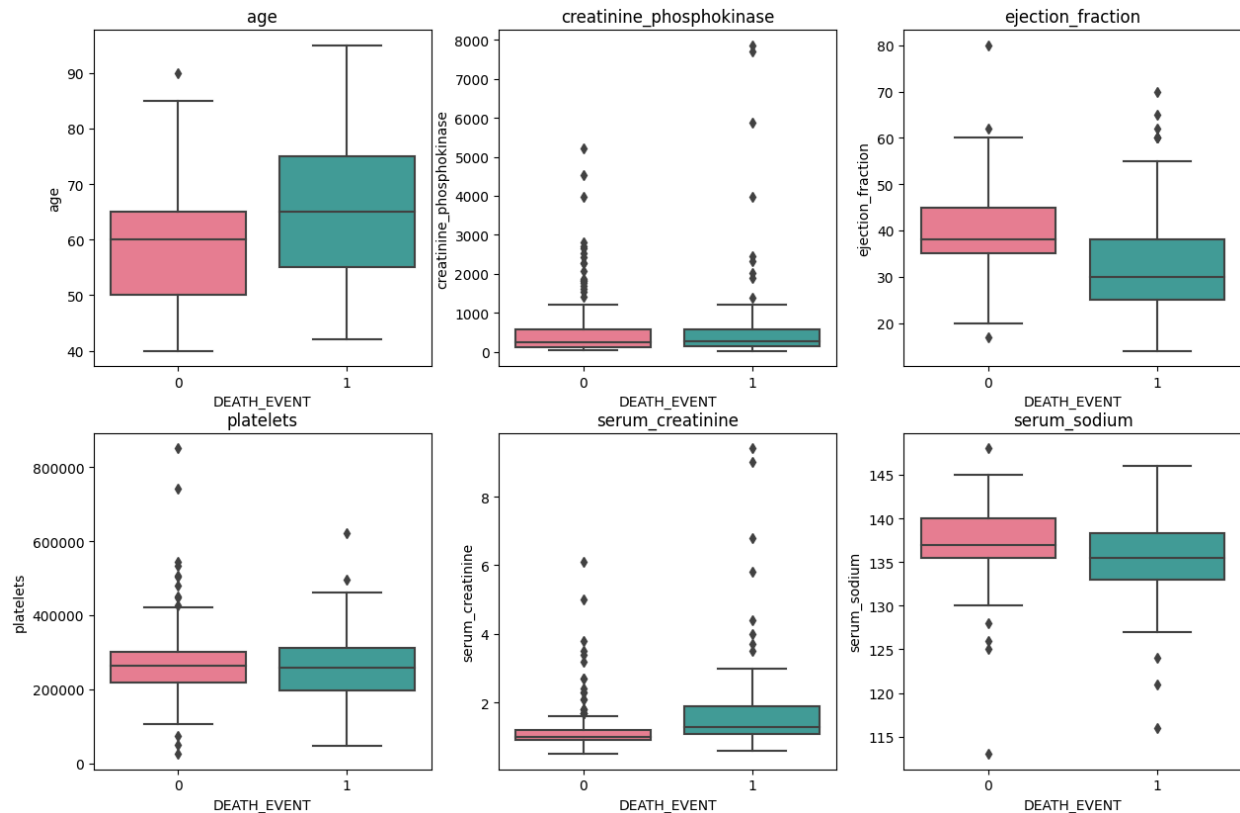 age
creatinine_phosphokinase
ejection_fraction
age
90
80
70
60
50
40
0
1
DEATH_EVENT
creatinine_phosphokinase
8000
7000
6000
5000
4000
3000
2000
1000
0
0
1
DEATH_EVENT
ejection_fraction
80
70
60
50
40
30
20
0
1
DEATH_EVENT
platelets
serum_creatinine
serum_sodium
platelets
800000
600000
400000
200000
0
0
1
DEATH_EVENT
serum_creatinine
8
6
4
2
0
1
DEATH_EVENT
serum_sodium
145
140
135
130
125
120
115
0
1
DEATH_EVENT